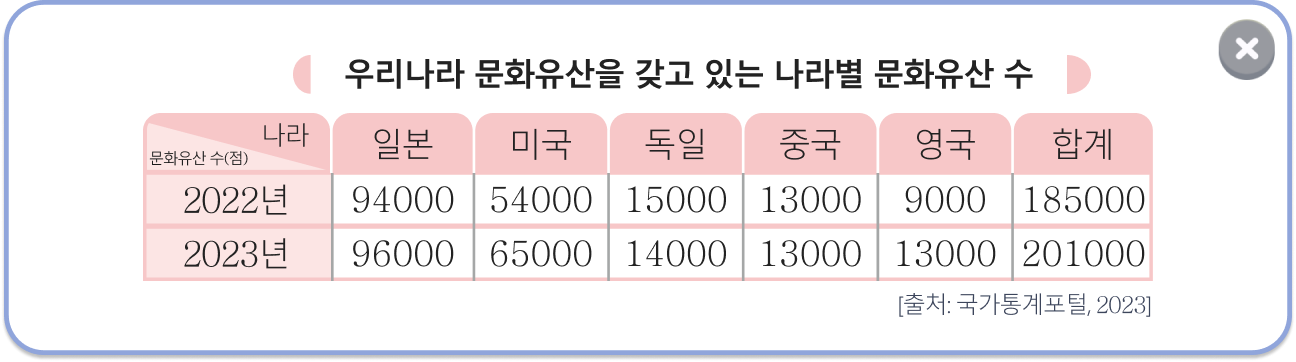 우리나라 문화유산을 갖고 있는 나라별 문화유산 수
나라
문화유산 수(점)
일본 미국 독일 중국 영국 합계
2022년 94000 54000 15000 13000 9000 185000
2023년 96000 65000 14000 13000 13000 201000
[출처: 국가통계포털, 2023]